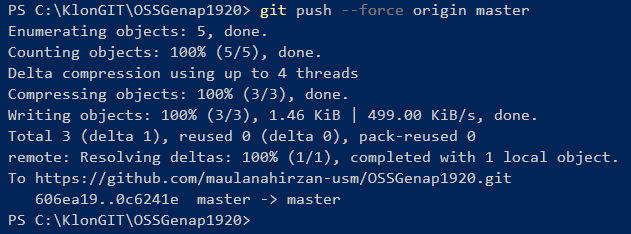 PS C:\KlonGIT\OSSGenap1920> git push --force origin master
Enumerating objects: 5, done.
Counting objects: 100% (5/5), done.
Delta compression using up to 4 threads
Compressing objects: 100% (3/3), done.
Writing objects: 100% (3/3), 1.46 KiB | 499.00 KiB/s, done.
Total 3 (delta 1), reused 0 (delta 0), pack-reused 0
remote: Resolving deltas: 100% (1/1), completed with 1 local object.
To https://github.com/maulanahirzan-usm/OSSGenap1920.git
   606ea19..0c6241e  master -> master
PS C:\KlonGIT\OSSGenap1920>